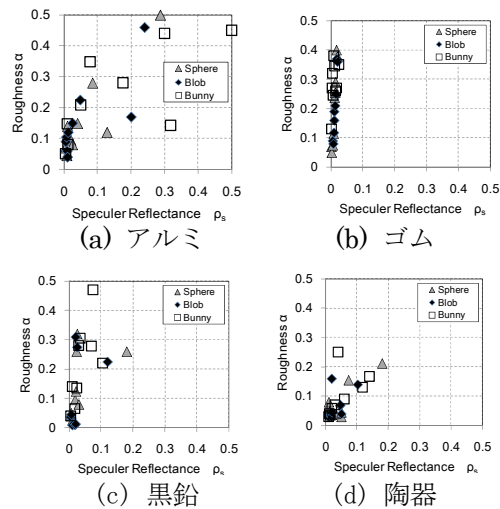 Roughness α
0.5
0.4
0.3
0.2
0.1
0
Sphere
Blob
Bunny
0 0.1 0.2 0.3 0.4 0.5
Speculer Reflectance ρs
(a) アルミ
Roughness α
0.5
0.4
0.3
0.2
0.1
0
Sphere
Blob
Bunny
0 0.1 0.2 0.3 0.4 0.5
Speculer Reflectance ρs
(b) ゴム
Roughness α
0.5
0.4
0.3
0.2
0.1
0
Sphere
Blob
Bunny
0 0.1 0.2 0.3 0.4 0.5
Speculer Reflectance ρs
(c) 黒鉛
Roughness α
0.5
0.4
0.3
0.2
0.1
0
Sphere
Blob
Bunny
0 0.1 0.2 0.3 0.4 0.5
Speculer Reflectance ρs
(d) 陶器